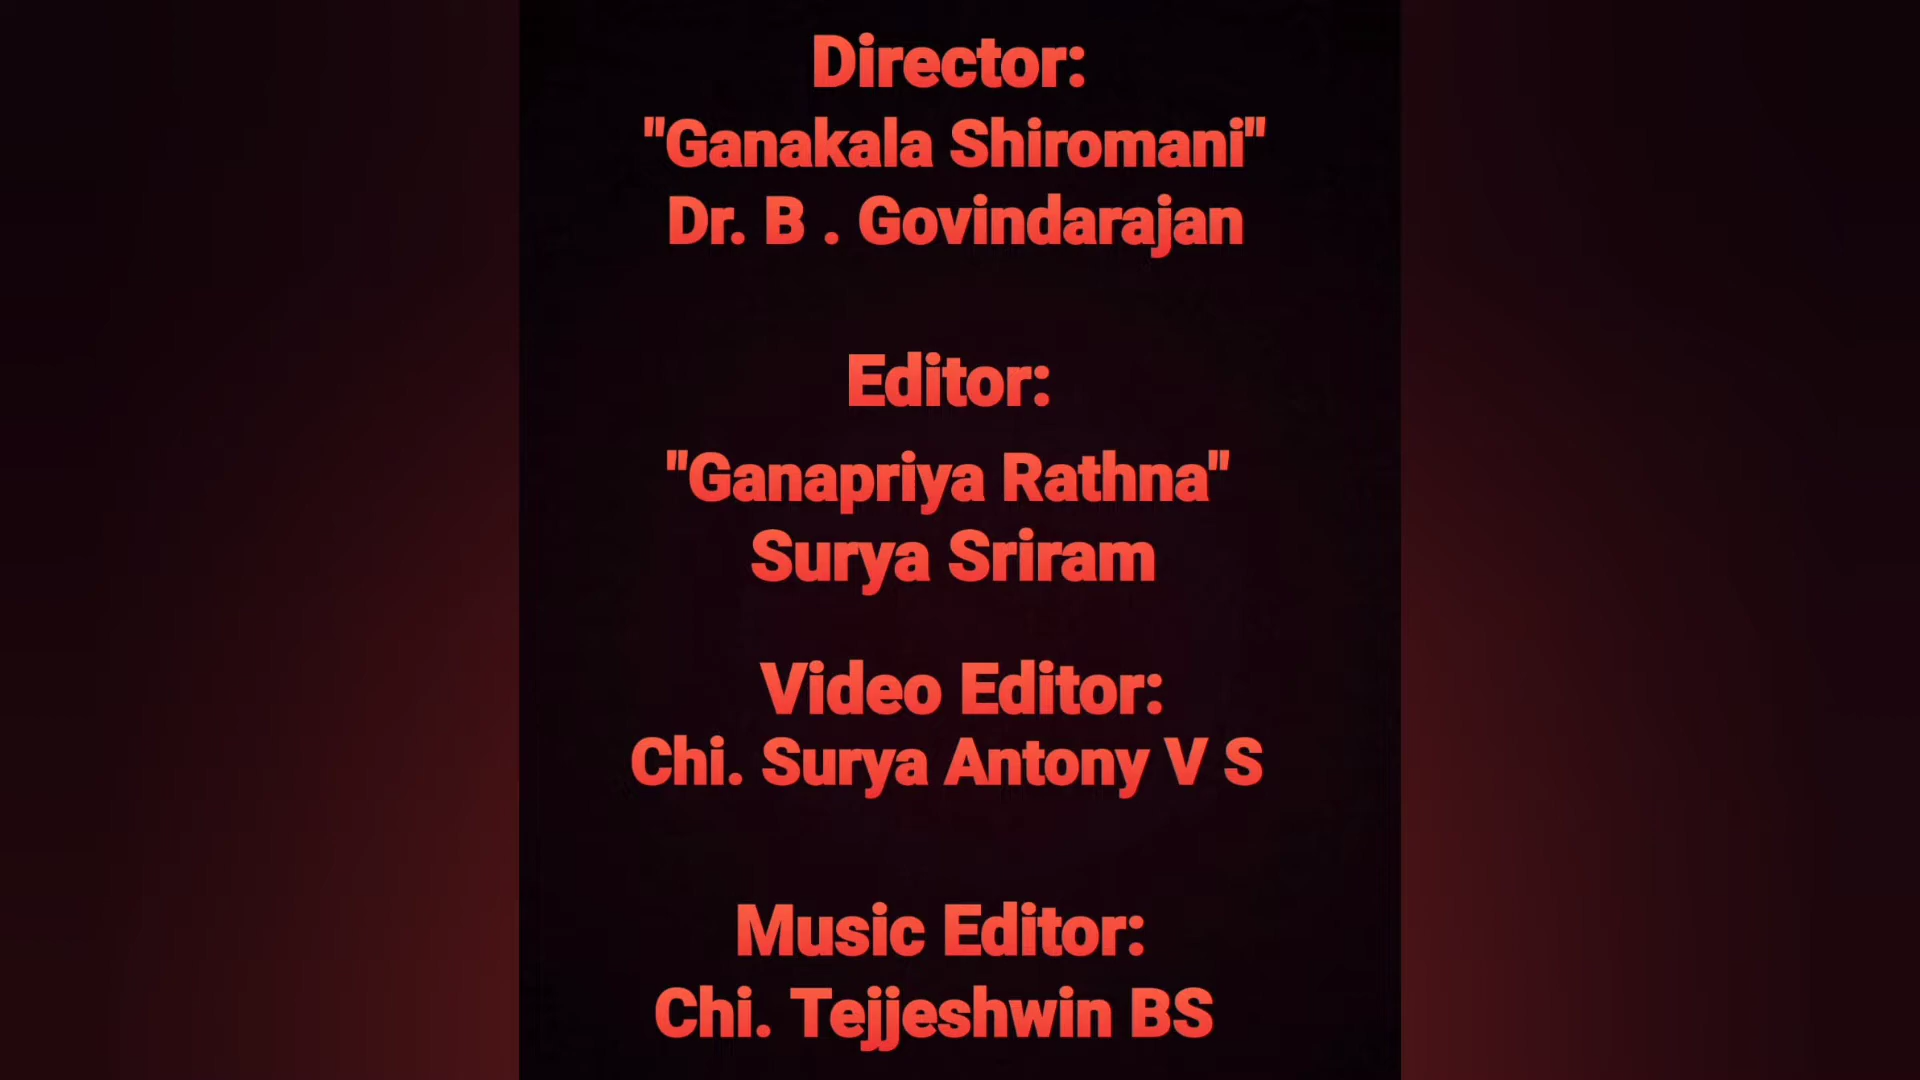 Director:
"Ganakala Shiromani"
Dr. B . Govindarajan
Editor:
"Ganapriya Rathna"
Surya Sriram
Video Editor:
Chi. Surya Antony V S
Music Editor:
Chi. Tejjeshwin BS